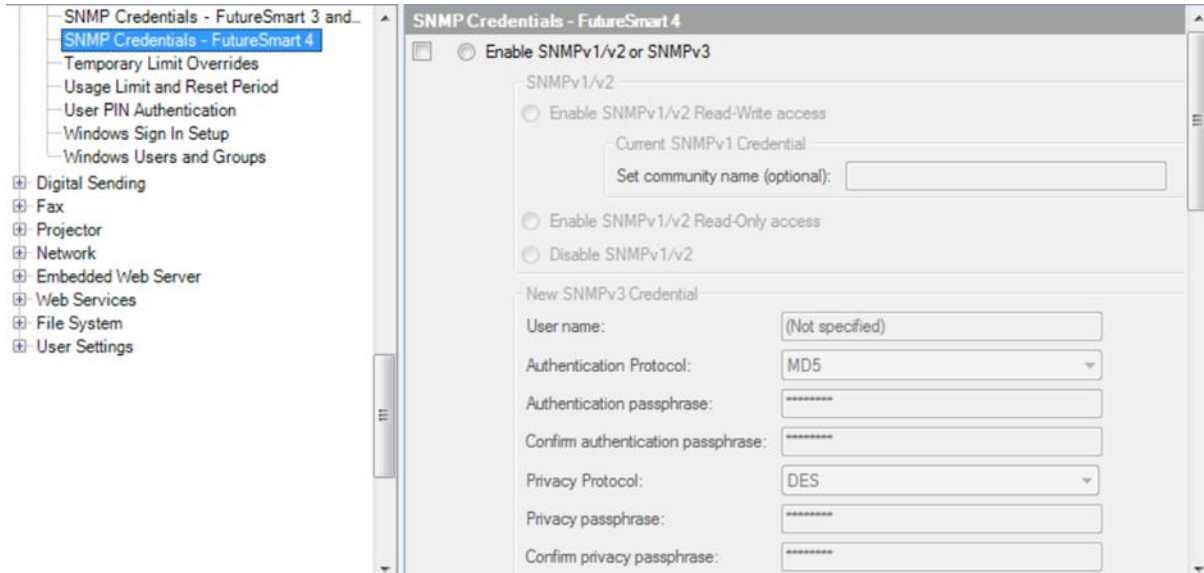 SNMP Credentials - FutureSmart 3 and...
SNMP Credentials - FutureSmart 4
Temporary Limit Overrides
Usage Limit and Reset Period
User PIN Authentication
Windows Sign In Setup
Windows Users and Groups
Digital Sending
Fax
Projector
Network
Embedded Web Server
Web Services
File System
User Settings
SNMP Credentials - FutureSmart 4
Enable SNMPv1/v2 or SNMPv3
SNMPv1/v2
Enable SNMPv1/v2 Read-Write access
Current SNMPv1 Credential
Set community name (optional):
Enable SNMPv1/v2 Read-Only access
Disable SNMPv1/v2
New SNMPv3 Credential
User name: (Not specified)
Authentication Protocol: MD5
Authentication passphrase: ********
Confirm authentication passphrase: ********
Privacy Protocol: DES
Privacy passphrase: ********
Confirm privacy passphrase: ********